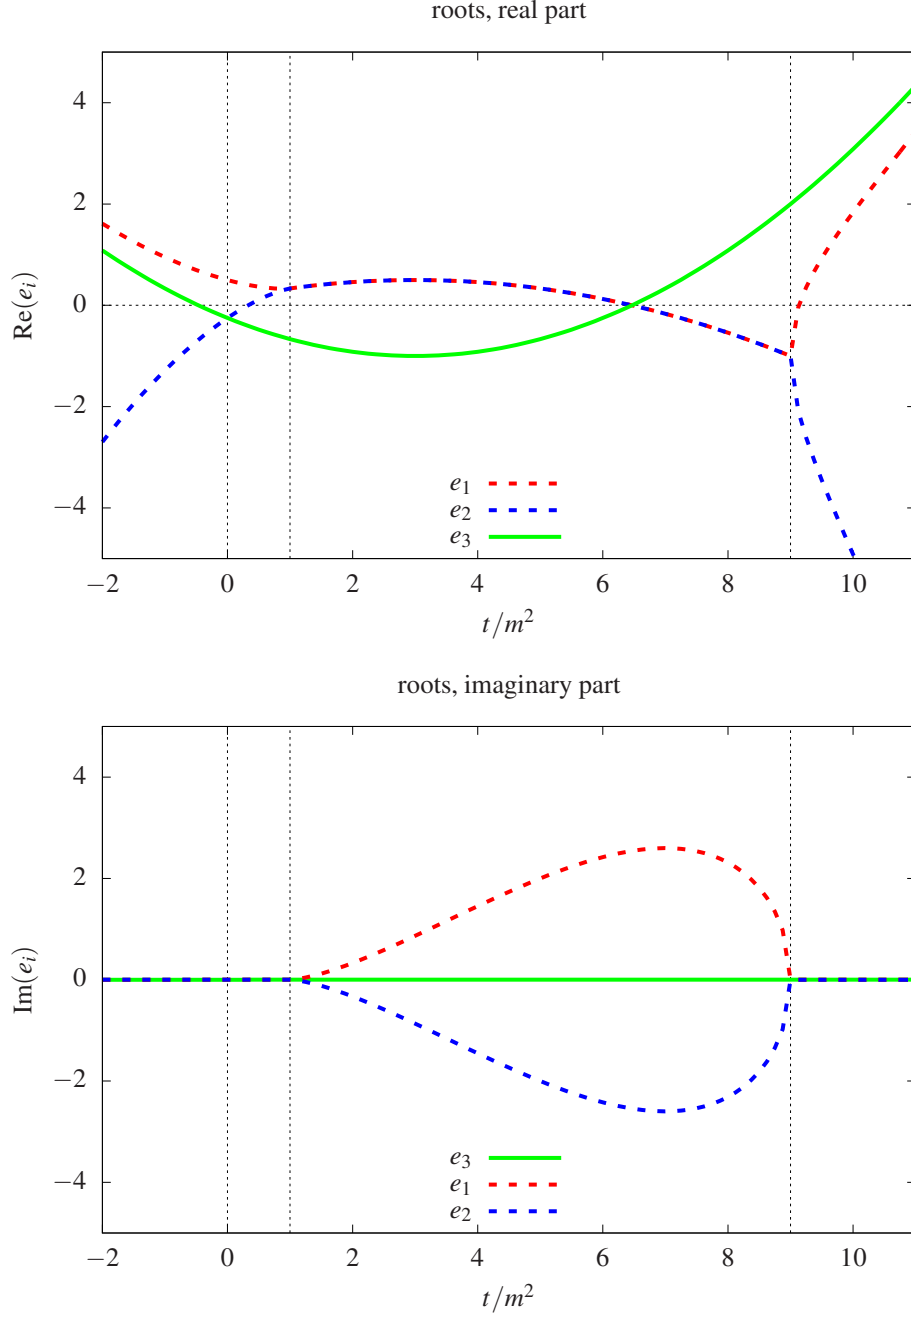 roots, real part
4
2
0
−2
−4
Re(e_i)
e_1
e_2
e_3
−2 0 2 4 6 8 10
t/m^2
roots, imaginary part
4
2
0
−2
−4
Im(e_i)
e_3
e_1
e_2
−2 0 2 4 6 8 10
t/m^2